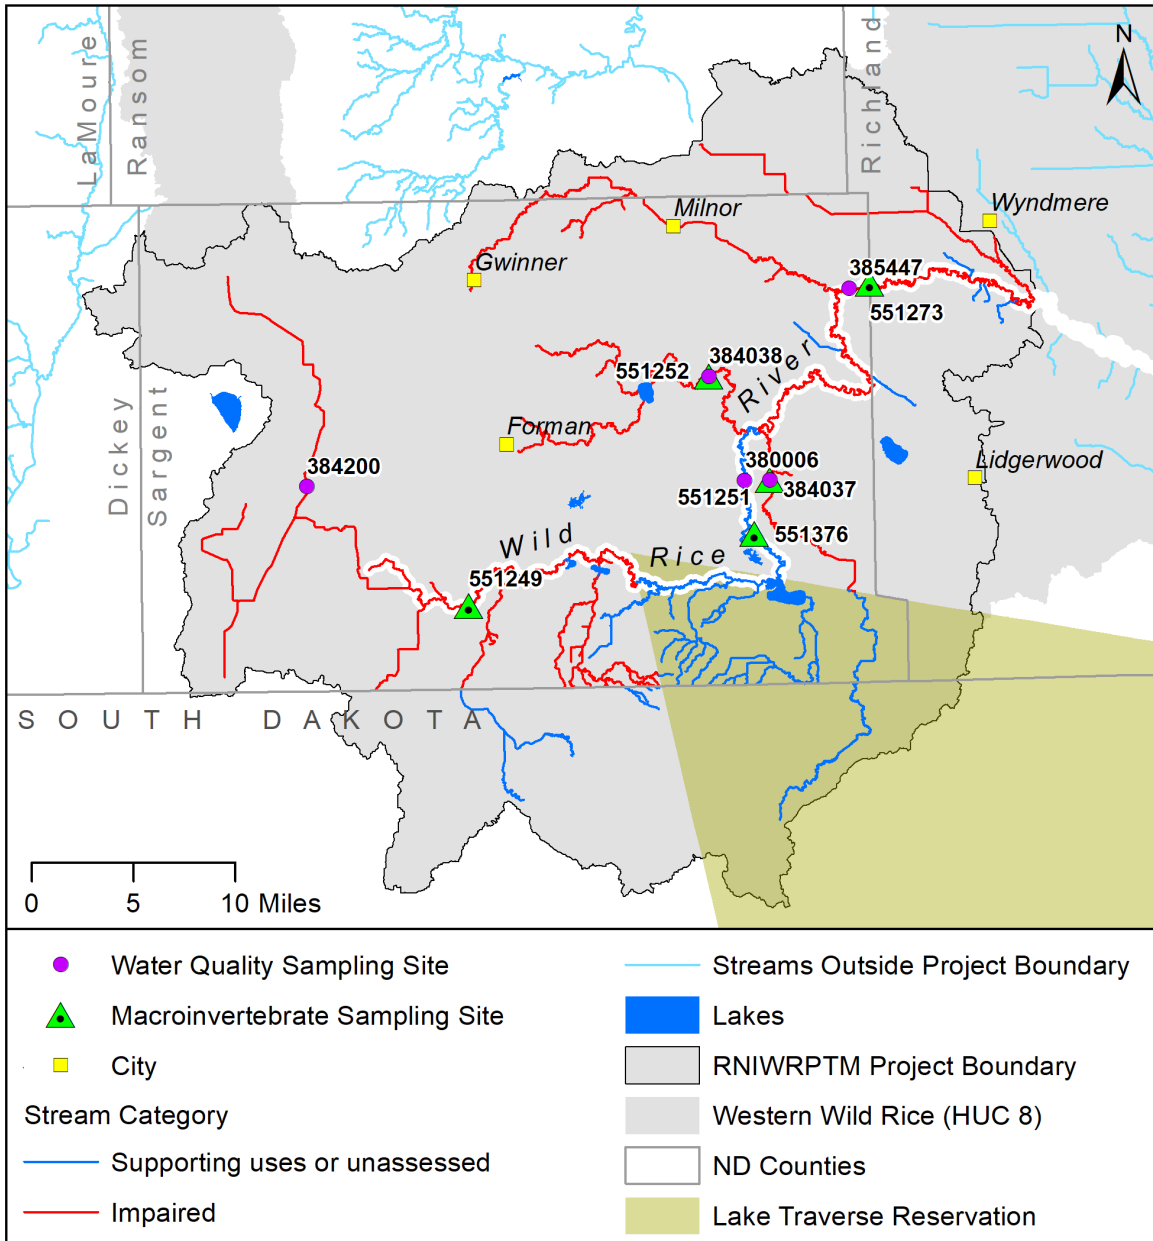 N
LaMoure
Ransom
Richland
Milnor
Wyndmere
Gwinner
385447
551273
384038
551252
River
Forman
Dickey
Sargent
384200
380006
Lidgerwood
551251
384037
551376
Wild
Rice
551249
SOUTH DAKOTA
0 5 10 Miles
Water Quality Sampling Site
Macroinvertebrate Sampling Site
City
Stream Category
Supporting uses or unassessed
Impaired
Streams Outside Project Boundary
Lakes
RNIWRPTM Project Boundary
Western Wild Rice (HUC 8)
ND Counties
Lake Traverse Reservation